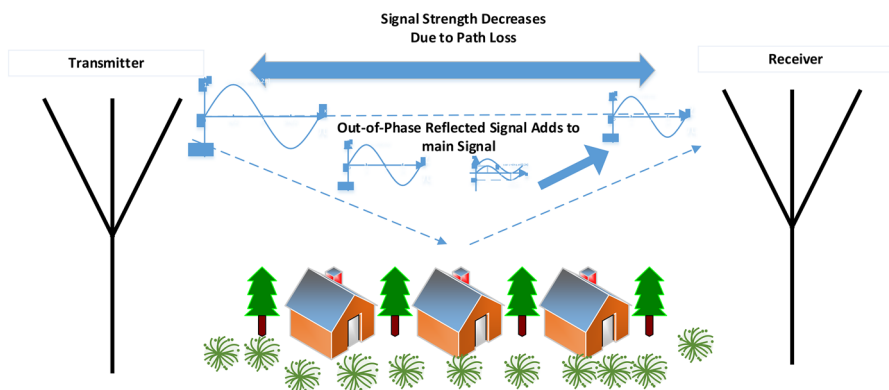 Signal Strength Decreases
Due to Path Loss
Transmitter
Receiver
Out-of-Phase Reflected Signal Adds to
main Signal